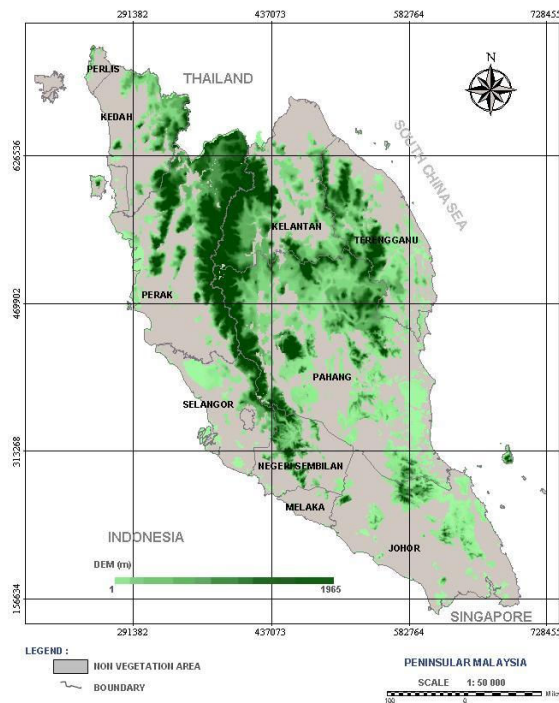 291382 437073 582764 728455
N
THAILAND
PERLIS
KEDAH
SOUTH CHINA SEA
626536
KELANTAN
TERENGGANU
PERAK
469902
PAHANG
SELANGOR
313268
NEGERI SEMBILAN
MELAKA
INDONESIA
JOHOR
DEM (m)
1 1965
156634
SINGAPORE
291382 437073 582764 728455
LEGEND :
NON VEGETATION AREA
BOUNDARY
PENINSULAR MALAYSIA
SCALE 1: 50 000
100 0